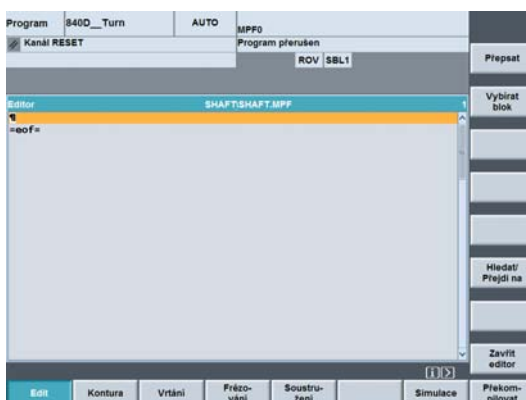 Program 840D__Turn AUTO MPF0
Kanál RESET Program přerušen
ROV SBL1
Přepsat
Editor SHAFT\SHAFT.MPF 1
Vybírat
blok
¶
=eof=
Hledat/
Přejdi na
Zavřít
editor
Edit Kontura Vrtání Frézo-
vání Soustru-
žení Simulace Překom-
pilovat